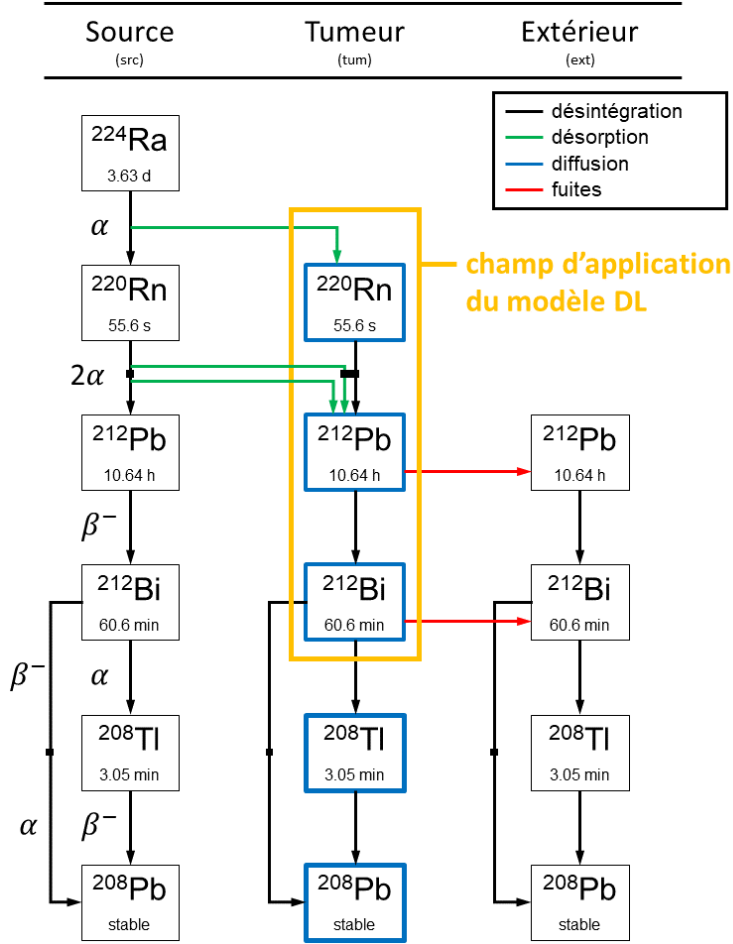 Source Tumeur Extérieur
(src) (tum) (ext)
désintégration
désorption
diffusion
fuites
²²⁴Ra
3.63 d
α
champ d’application
du modèle DL
²²⁰Rn ²²⁰Rn
55.6 s 55.6 s
2α
²¹²Pb ²¹²Pb ²¹²Pb
10.64 h 10.64 h 10.64 h
β⁻
²¹²Bi ²¹²Bi ²¹²Bi
60.6 min 60.6 min 60.6 min
β⁻ α
²⁰⁸Tl ²⁰⁸Tl ²⁰⁸Tl
3.05 min 3.05 min 3.05 min
α β⁻
²⁰⁸Pb ²⁰⁸Pb ²⁰⁸Pb
stable stable stable